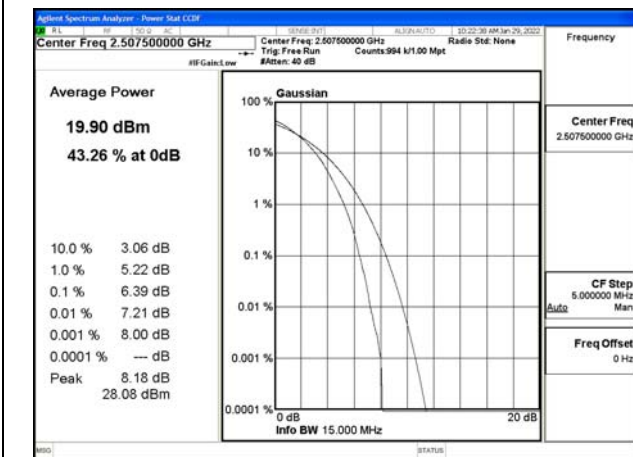 Agilent Spectrum Analyzer - Power Stat CCDF
RL RF 50 Ω AC SENSE:INT ALIGN AUTO 10:22:38 AM Jan 29, 2022
Center Freq 2.507500000 GHz
Center Freq: 2.507500000 GHz
Radio Std: None
Trig: Free Run Counts:994 k/1.00 Mpt
#IFGain:Low
#Atten: 40 dB
Frequency
Average Power
19.90 dBm
43.26 % at 0dB
10.0 % 3.06 dB
1.0 % 5.22 dB
0.1 % 6.39 dB
0.01 % 7.21 dB
0.001 % 8.00 dB
0.0001 % --- dB
Peak 8.18 dB
28.08 dBm
Gaussian
100 %
10 %
1 %
0.1 %
0.01 %
0.001 %
0.0001 %
0 dB
20 dB
Info BW 15.000 MHz
Center Freq
2.507500000 GHz
CF Step
5.000000 MHz
Auto Man
Freq Offset
0 Hz
MSG
STATUS